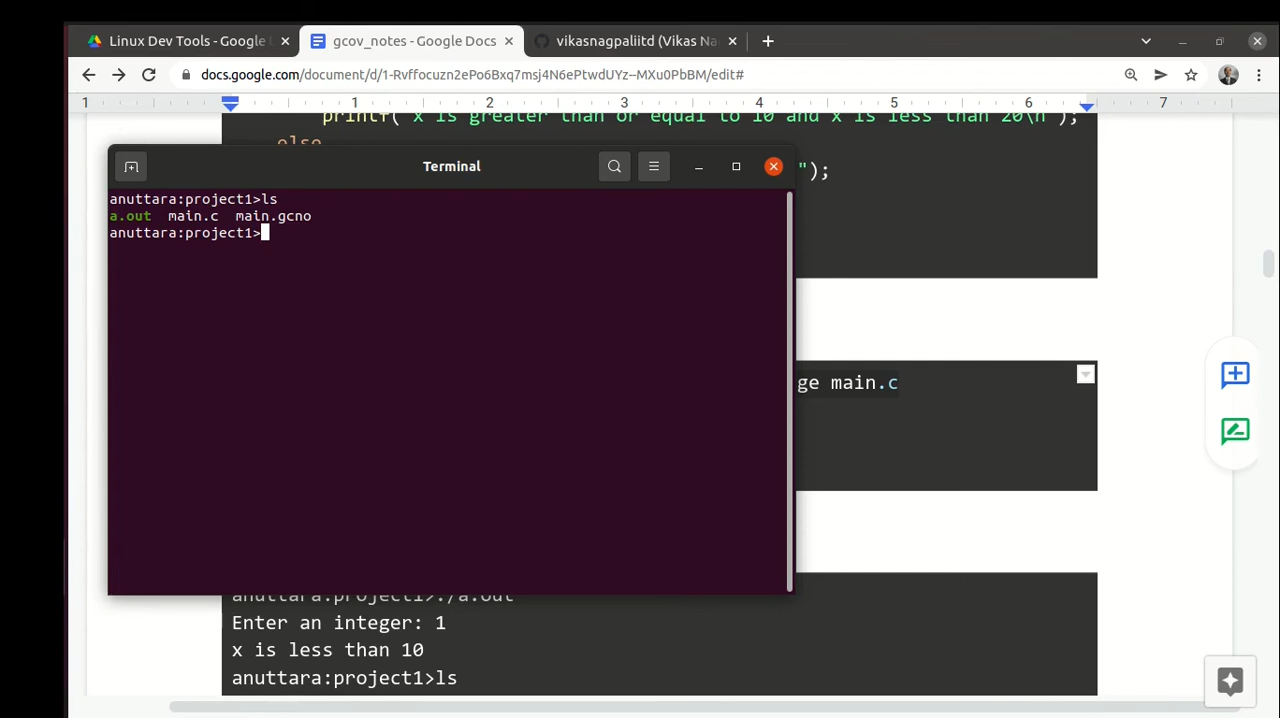 Linux Dev Tools - Google
gcov_notes - Google Docs
vikasnagpaliitd (Vikas Na
docs.google.com/document/d/1-Rvffocuzn2ePo6Bxq7msj4N6ePtwdUYz--MXu0PbBM/edit#
1 1 2 3 4 5 6 7
printf("x is greater than or equal to 10 and x is less than 20\n");
else
");
Terminal
anuttara:project1>ls
a.out main.c main.gcno
anuttara:project1>
ge main.c
anuttara:project1>./a.out
Enter an integer: 1
x is less than 10
anuttara:project1>ls